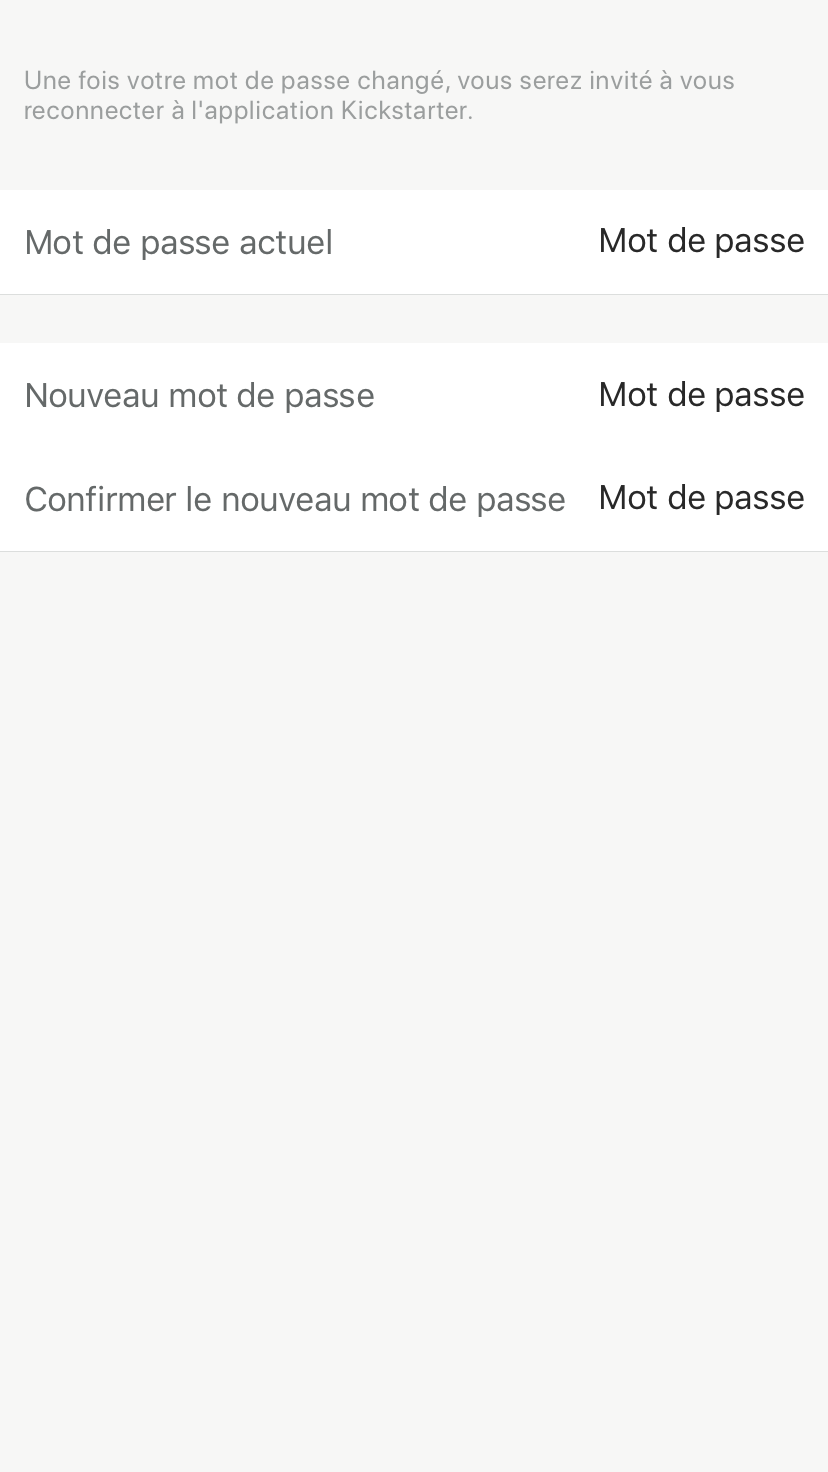 Une fois votre mot de passe changé, vous serez invité à vous
reconnecter à l'application Kickstarter.
Mot de passe actuel Mot de passe
Nouveau mot de passe Mot de passe
Confirmer le nouveau mot de passe Mot de passe